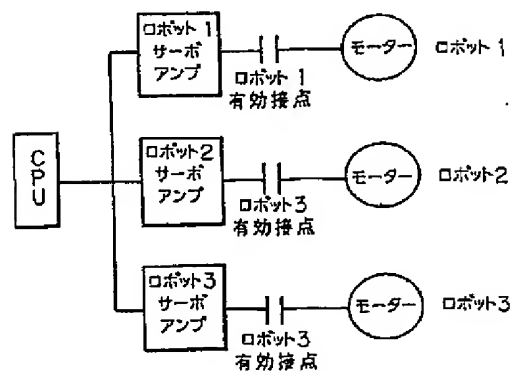 ロボット1
サーボ
アンプ
モーター
ロボット1
ロボット1
有効接点
CPU
ロボット2
サーボ
アンプ
モーター
ロボット2
ロボット3
有効接点
ロボット3
サーボ
アンプ
モーター
ロボット3
ロボット3
有効接点